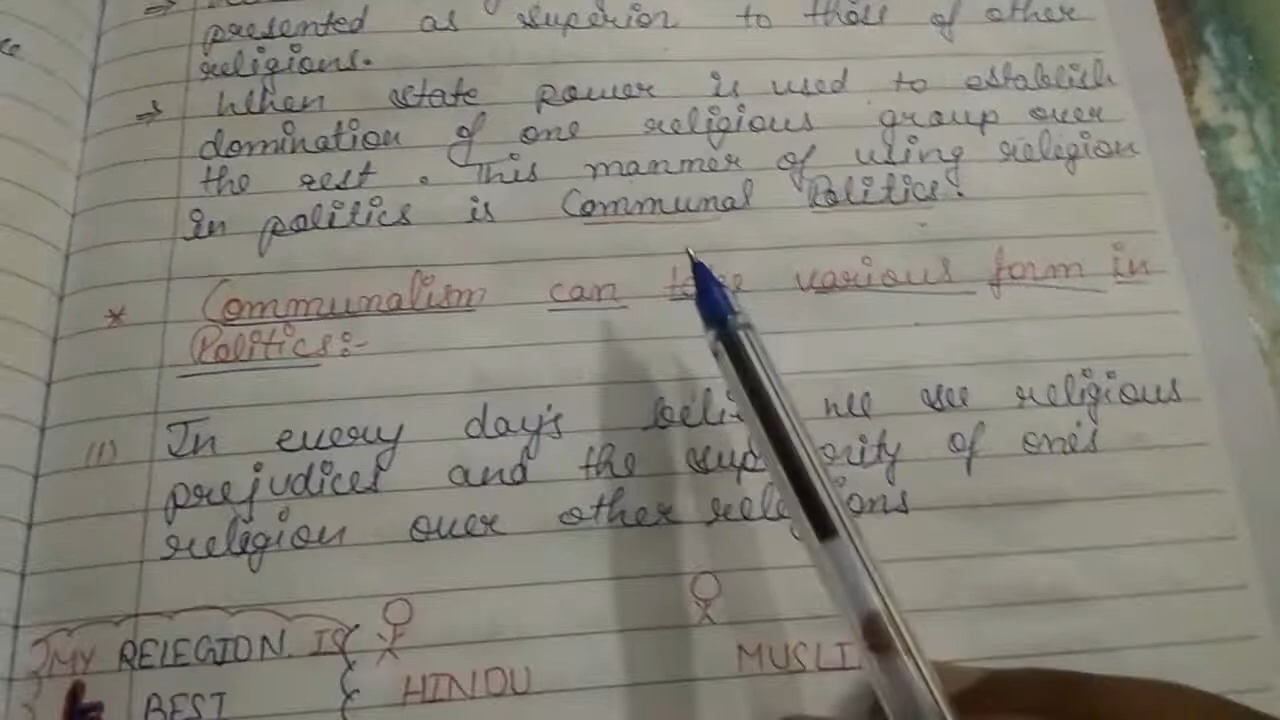 presented as superior to those of other
religions.
⇒ When state power is used to establish
domination of one religious group over
the rest. This manner of using religion
in politics is Communal Politics.
* Communalism can take various form in
Politics:-
(1) In every day's we see religious
prejudices and the superiority of one's
religion over other religions
MY RELEGION IS
BEST
HINDU
MUSLI